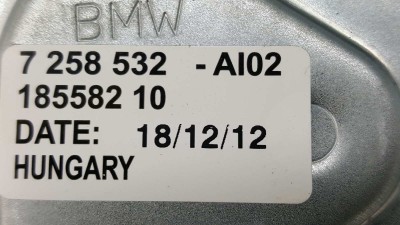 BMW
7 258 532 - AI02
185582 10
DATE: 18/12/12
HUNGARY